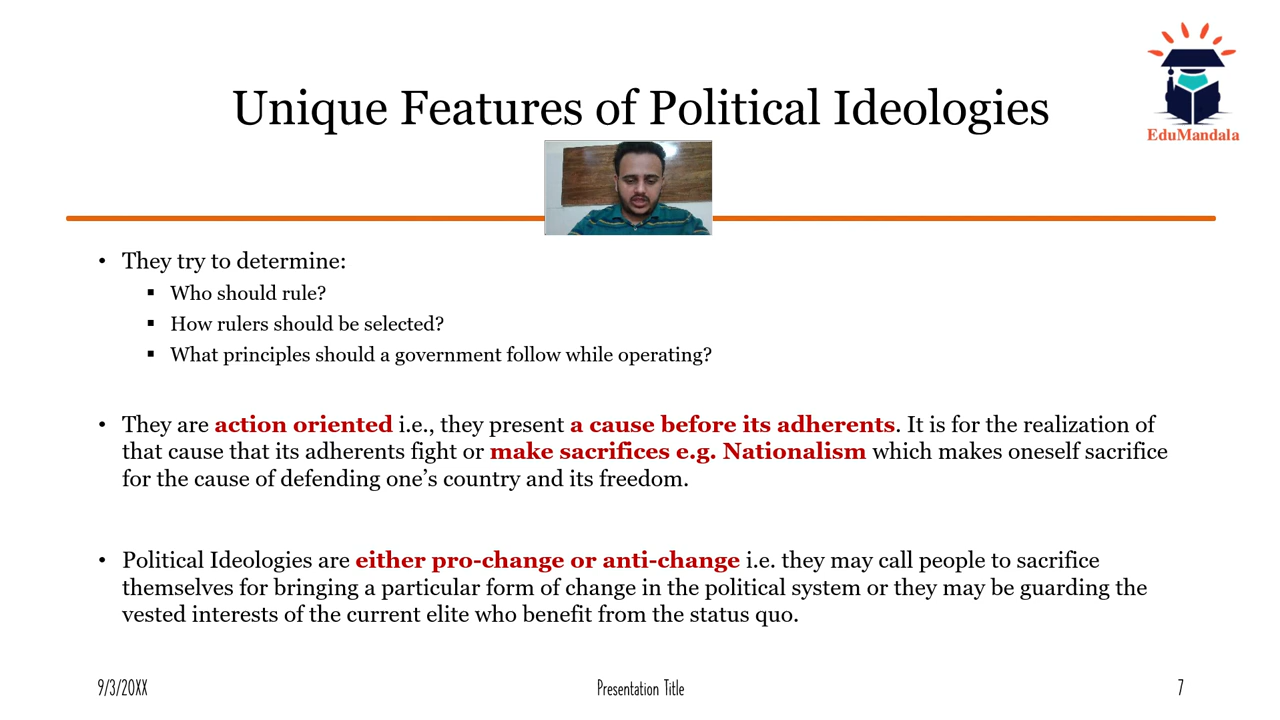 Unique Features of Political Ideologies
EduMandala
• They try to determine:
▪ Who should rule?
▪ How rulers should be selected?
▪ What principles should a government follow while operating?
• They are action oriented i.e., they present a cause before its adherents. It is for the realization of
that cause that its adherents fight or make sacrifices e.g. Nationalism which makes oneself sacrifice
for the cause of defending one’s country and its freedom.
• Political Ideologies are either pro-change or anti-change i.e. they may call people to sacrifice
themselves for bringing a particular form of change in the political system or they may be guarding the
vested interests of the current elite who benefit from the status quo.
9/3/20XX
Presentation Title
7